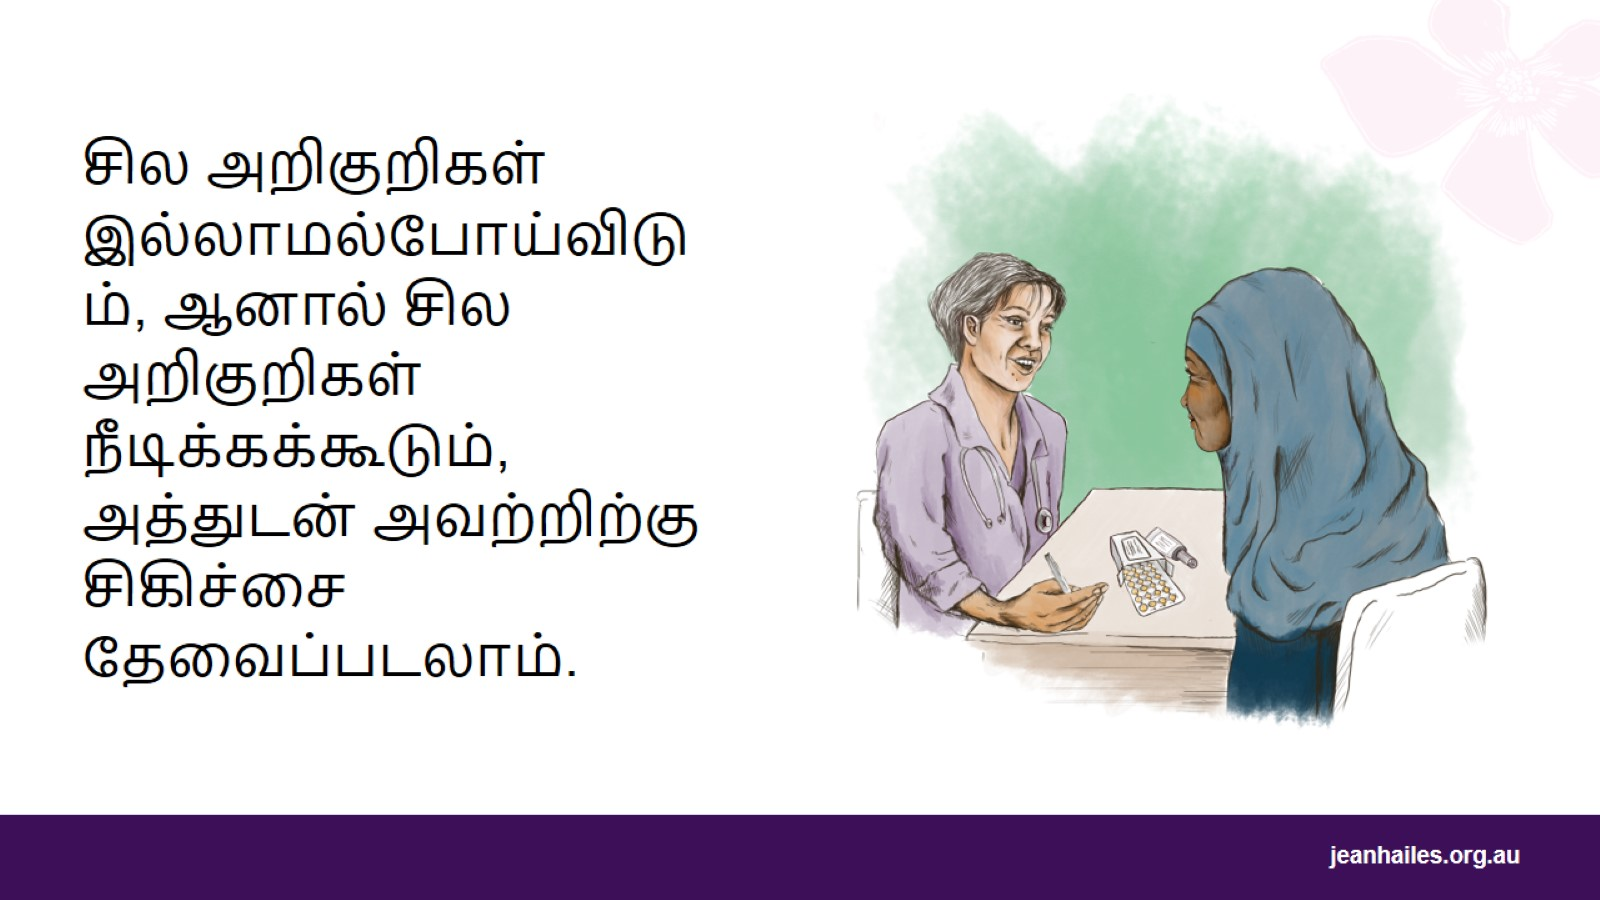 சில அறிகுறிகள்
இல்லாமல்போய்விடு
ம், ஆனால் சில
அறிகுறிகள்
நீடிக்கக்கூடும்,
அத்துடன் அவற்றிற்கு
சிகிச்சை
தேவைப்படலாம்.
jeanhailes.org.au